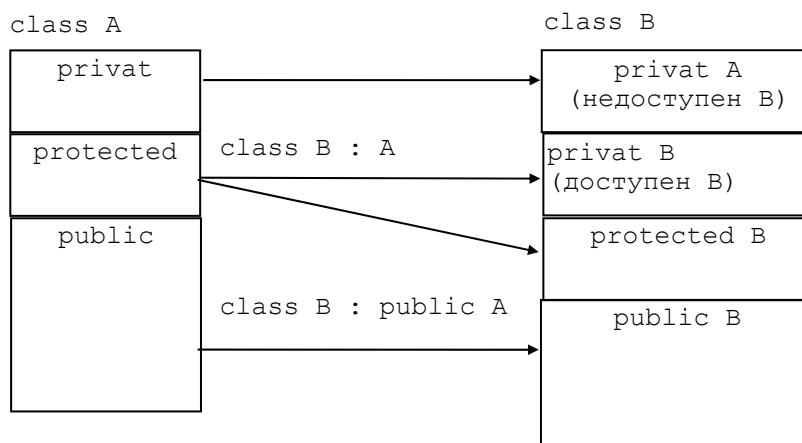 class A
class B
privat
privat A
(недоступен B)
protected
class B : A
privat B
(доступен B)
public
protected B
class B : public A
public B